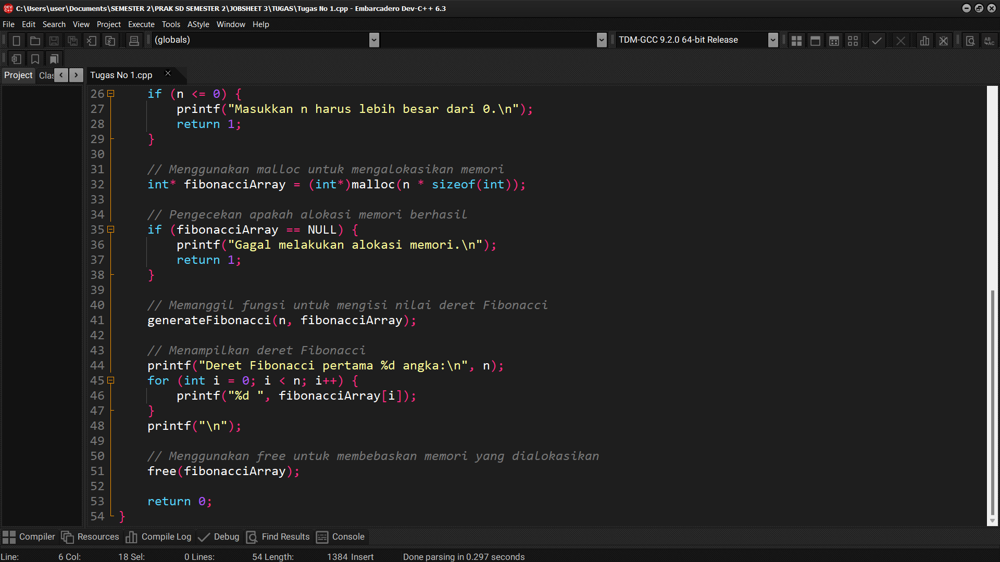 C:\Users\user\Documents\SEMESTER 2\PRAK SD SEMESTER 2\JOBSHEET 3\TUGAS\Tugas No 1.cpp - Embarcadero Dev-C++ 6.3
File Edit Search View Project Execute Tools AStyle Window Help
(globals) TDM-GCC 9.2.0 64-bit Release
Project Clas Tugas No 1.cpp
26 if (n <= 0) {
27 printf("Masukkan n harus lebih besar dari 0.\n");
28 return 1;
29 }
30
31 // Menggunakan malloc untuk mengalokasikan memori
32 int* fibonacciArray = (int*)malloc(n * sizeof(int));
33
34 // Pengecekan apakah alokasi memori berhasil
35 if (fibonacciArray == NULL) {
36 printf("Gagal melakukan alokasi memori.\n");
37 return 1;
38 }
39
40 // Memanggil fungsi untuk mengisi nilai deret Fibonacci
41 generateFibonacci(n, fibonacciArray);
42
43 // Menampilkan deret Fibonacci
44 printf("Deret Fibonacci pertama %d angka:\n", n);
45 for (int i = 0; i < n; i++) {
46 printf("%d ", fibonacciArray[i]);
47 }
48 printf("\n");
49
50 // Menggunakan free untuk membebaskan memori yang dialokasikan
51 free(fibonacciArray);
52
53 return 0;
54 }
Compiler Resources Compile Log Debug Find Results Console
Line: 6 Col: 18 Sel: 0 Lines: 54 Length: 1384 Insert Done parsing in 0.297 seconds